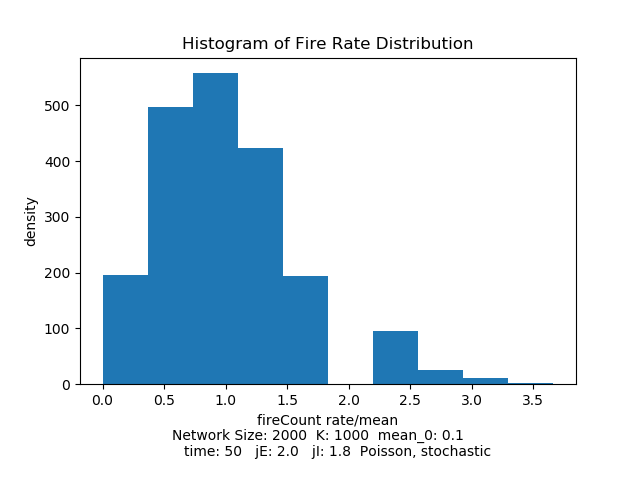 Histogram of Fire Rate Distribution
density
500
400
300
200
100
0
0.0 0.5 1.0 1.5 2.0 2.5 3.0 3.5
fireCount rate/mean
Network Size: 2000 K: 1000 mean_0: 0.1
time: 50 jE: 2.0 jI: 1.8 Poisson, stochastic